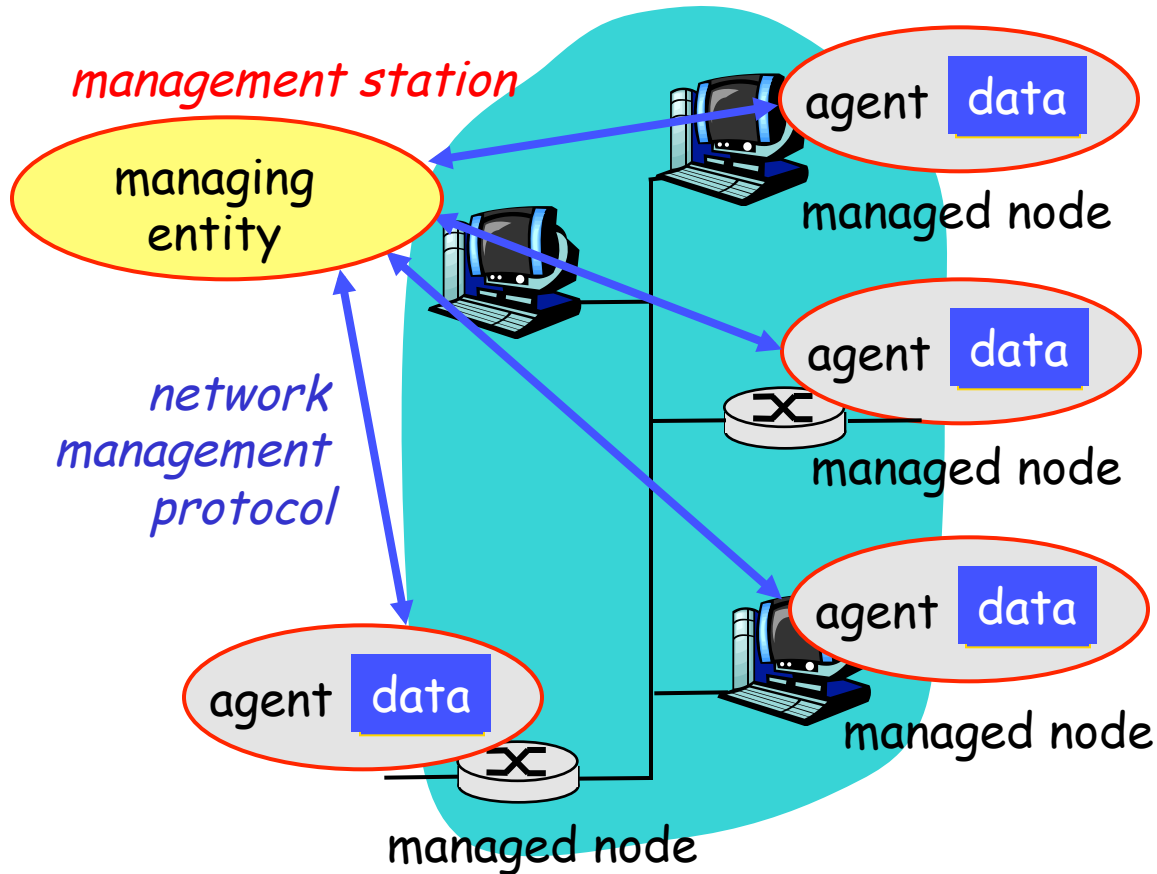 management station
managing
entity
agent data
managed node
agent data
managed node
network
management
protocol
agent data
managed node
agent data
managed node